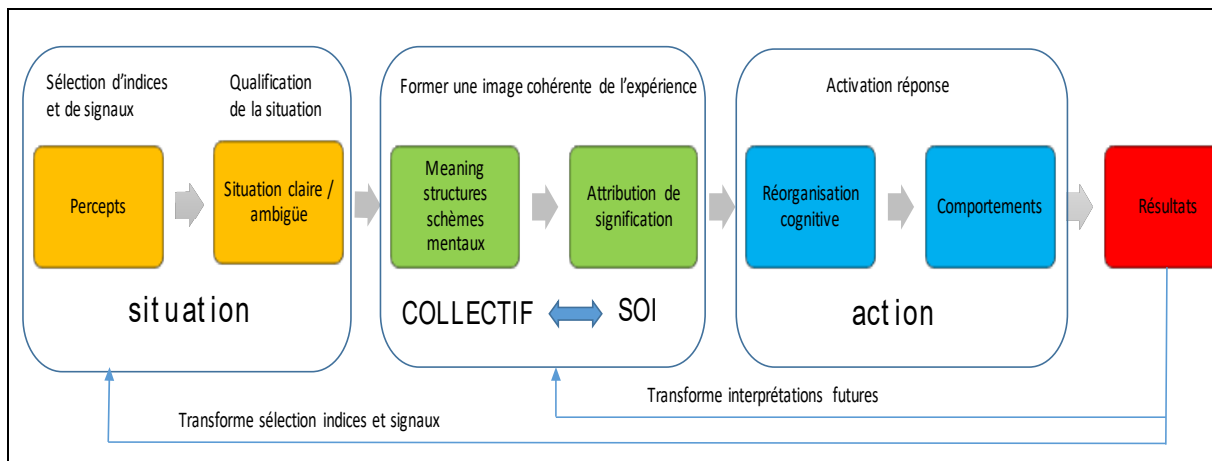 Sélection d'indices
et de signaux
Qualification
de la situation
Percepts
Situation claire /
ambigüe
situation
Former une image cohérente de l'expérience
Meaning
structures
schèmes
mentaux
Attribution de
signification
COLLECTIF
SOI
Activation réponse
Réorganisation
cognitive
Comportements
action
Résultats
Transforme interprétations futures
Transforme sélection indices et signaux